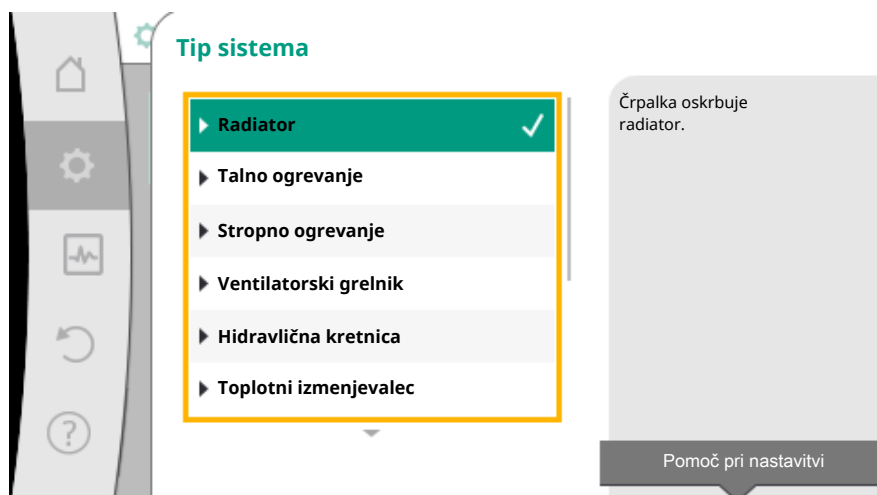 Tip sistema
Radiator
Talno ogrevanje
Stropno ogrevanje
Ventilatorski grelnik
Hidravlična kretnica
Toplotni izmenjevalec
Črpalka oskrbuje
radiator.
Pomoč pri nastavitvi